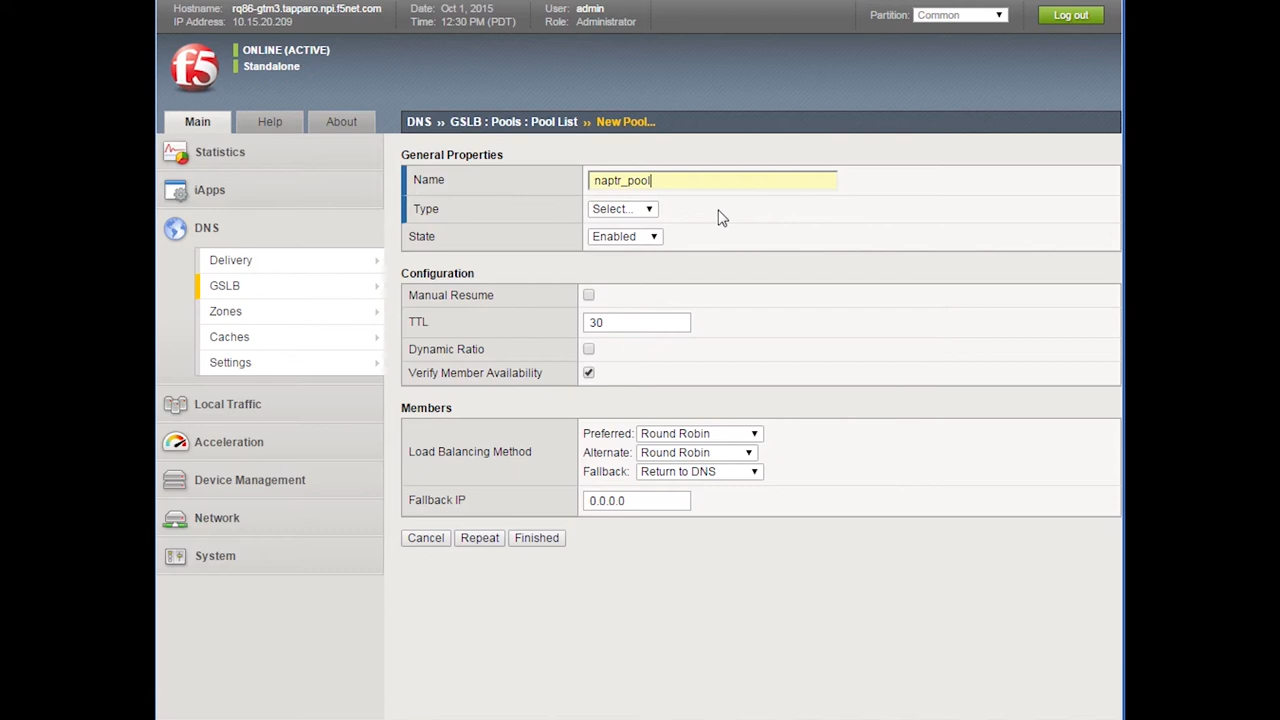 Hostname: rq86-gtm3.tapparo.npi.f5net.com Date: Oct 1, 2015 User: admin
IP Address: 10.15.20.209 Time: 12:30 PM (PDT) Role: Administrator
Partition: Common Log out
f5
ONLINE (ACTIVE)
Standalone
Main Help About
DNS ›› GSLB : Pools : Pool List ›› New Pool...
Statistics
iApps
DNS
Delivery
GSLB
Zones
Caches
Settings
Local Traffic
Acceleration
Device Management
Network
System
General Properties
Name naptr_pool
Type Select...
State Enabled
Configuration
Manual Resume
TTL 30
Dynamic Ratio
Verify Member Availability
Members
Load Balancing Method
Preferred: Round Robin
Alternate: Round Robin
Fallback: Return to DNS
Fallback IP 0.0.0.0
Cancel Repeat Finished